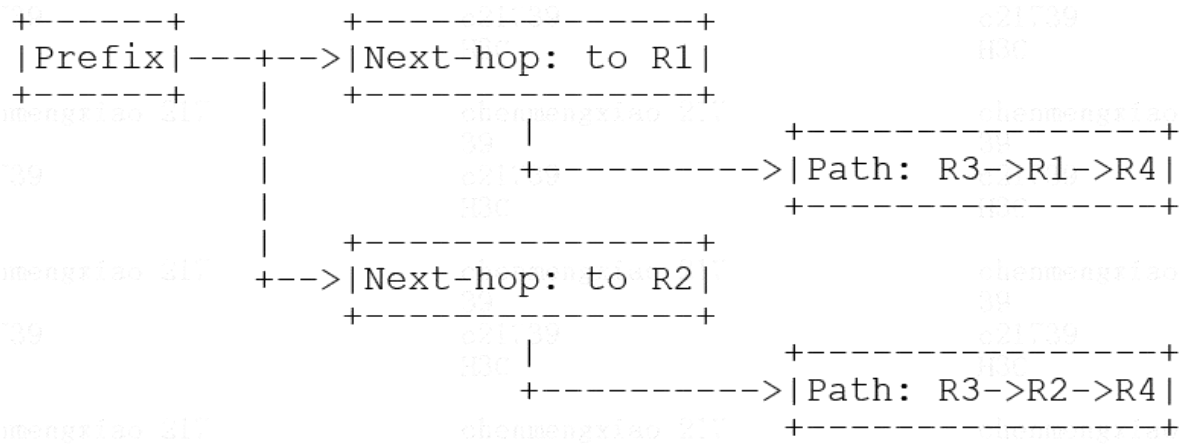 +------+          +--------------+
|Prefix|---+-->|Next-hop: to R1|
+------+   |   +--------------+
|          |
|          +---------->|Path: R3->R1->R4|
|                      +----------------+
|   +--------------+
+-->|Next-hop: to R2|
+--------------+
|
+---------->|Path: R3->R2->R4|
+----------------+